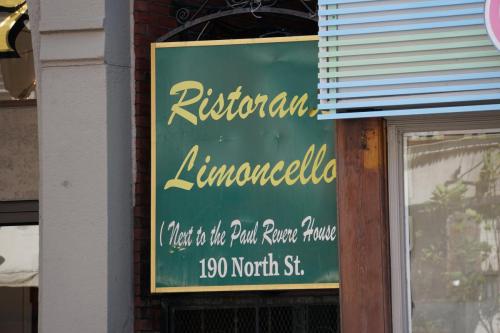 Ristoran
Limoncello
( Next to the Paul Revere House
190 North St.